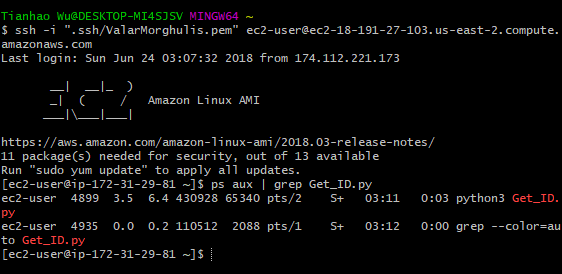 Tianhao Wu@DESKTOP-MI4SJSV MINGW64 ~
$ ssh -i ".ssh/ValarMorghulis.pem" ec2-user@ec2-18-191-27-103.us-east-2.compute.
amazonaws.com
Last login: Sun Jun 24 03:07:32 2018 from 174.112.221.173
       __|  __|_  )
       _|  (     /   Amazon Linux AMI
      ___|\___|___|
https://aws.amazon.com/amazon-linux-ami/2018.03-release-notes/
11 package(s) needed for security, out of 13 available
Run "sudo yum update" to apply all updates.
[ec2-user@ip-172-31-29-81 ~]$ ps aux | grep Get_ID.py
ec2-user  4899  3.5  6.4 430928 65340 pts/2    S+   03:11   0:03 python3 Get_ID.
py
ec2-user  4935  0.0  0.2 110512  2088 pts/1    S+   03:12   0:00 grep --color=au
to Get_ID.py
[ec2-user@ip-172-31-29-81 ~]$